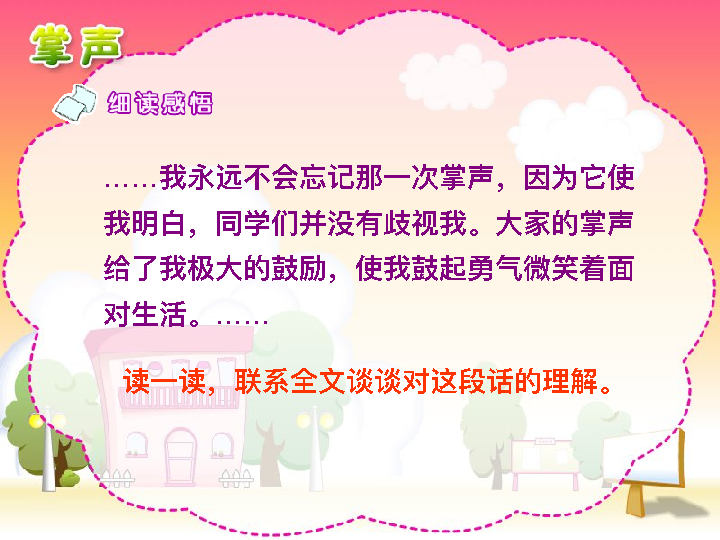 掌声
细读感悟
……我永远不会忘记那一次掌声，因为它使
我明白，同学们并没有歧视我。大家的掌声
给了我极大的鼓励，使我鼓起勇气微笑着面
对生活。……
读一读，联系全文谈谈对这段话的理解。